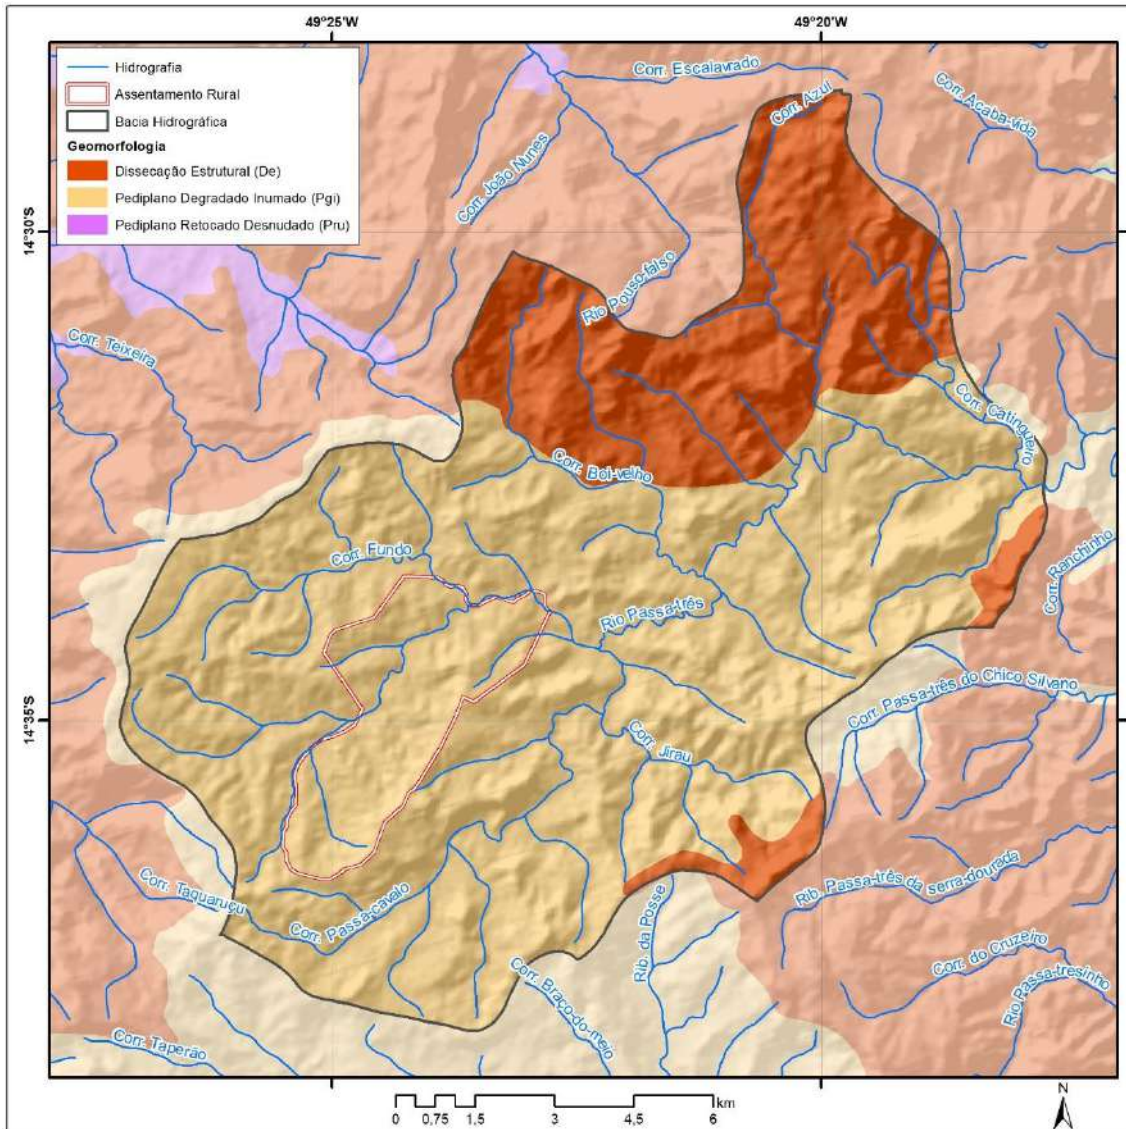 49°25'W
49°20'W
Hidrografia
Assentamento Rural
Bacia Hidrográfica
Geomorfologia
Dissecação Estrutural (De)
Pediplano Degradado Inumado (Pgi)
Pediplano Retocado Desnudado (Pru)
Corr. Escalavrado
Corr. Azul
Corr. Acaba-vida
Corr. João Nunes
14°30'S
Rio Pouso-falso
Corr. Teixeira
Corr. Catingueiro
Corr. Boi-velho
Corr. Fundo
Corr. Ranchinho
Rio Passa-três
Corr. Passa-três do Chico Silvano
14°35'S
Corr. Jirau
Corr. Taquaruçu
Corr. Passa-cavalo
Rib. Passa-três da serra-dourada
Rib. da Posse
Corr. do Cruzeiro
Corr. Braço-do-meio
Rio Passa-tresinho
Corr. Taperão
0 0,75 1,5 3 4,5 6
km
N